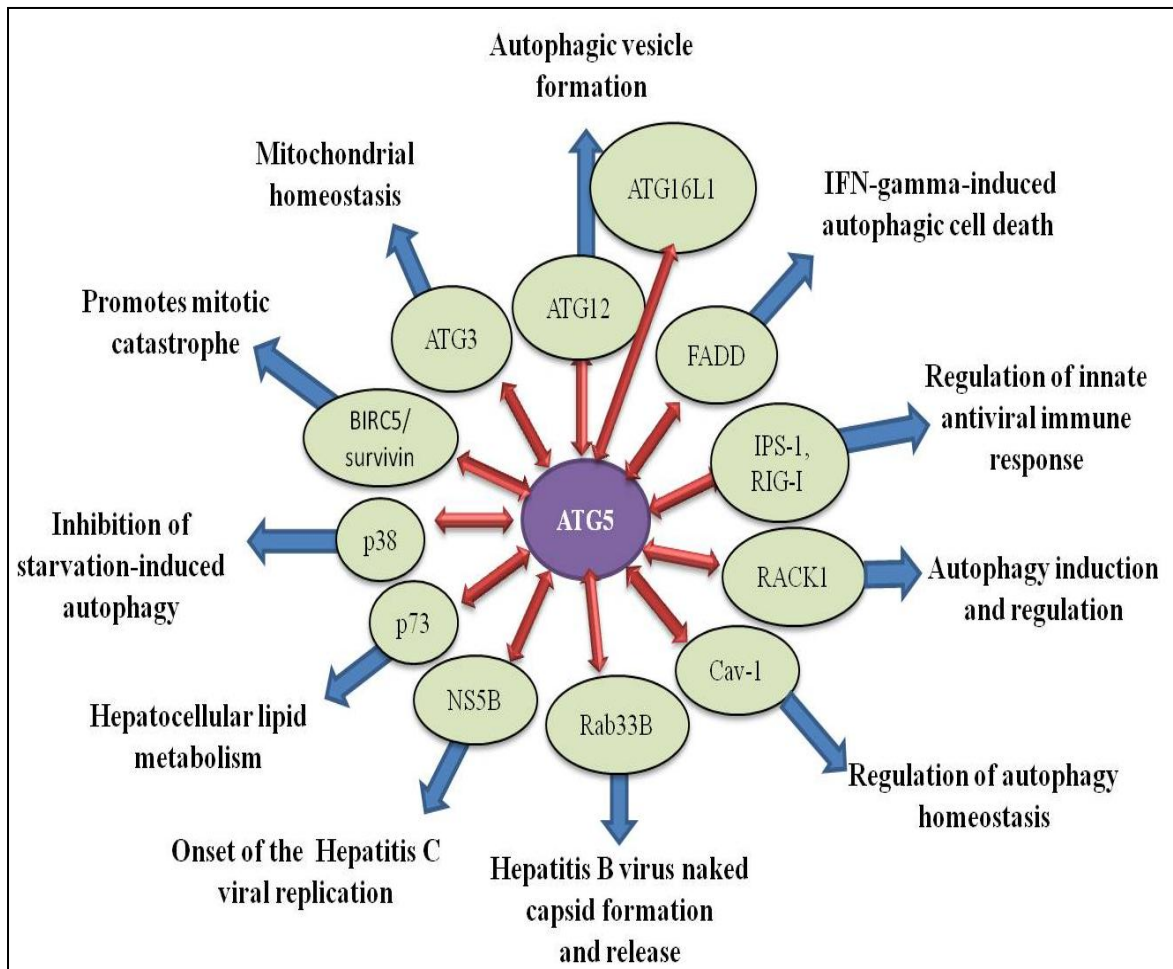 Autophagic vesicle
formation
Mitochondrial
homeostasis
ATG16L1
IFN-gamma-induced
autophagic cell death
Promotes mitotic
catastrophe
ATG3
ATG12
FADD
Regulation of innate
antiviral immune
response
BIRC5/
survivin
IPS-1,
RIG-I
ATG5
Inhibition of
starvation-induced
autophagy
p38
RACK1
Autophagy induction
and regulation
p73
Cav-1
NS5B
Rab33B
Hepatocellular lipid
metabolism
Regulation of autophagy
homeostasis
Onset of the Hepatitis C
viral replication
Hepatitis B virus naked
capsid formation
and release